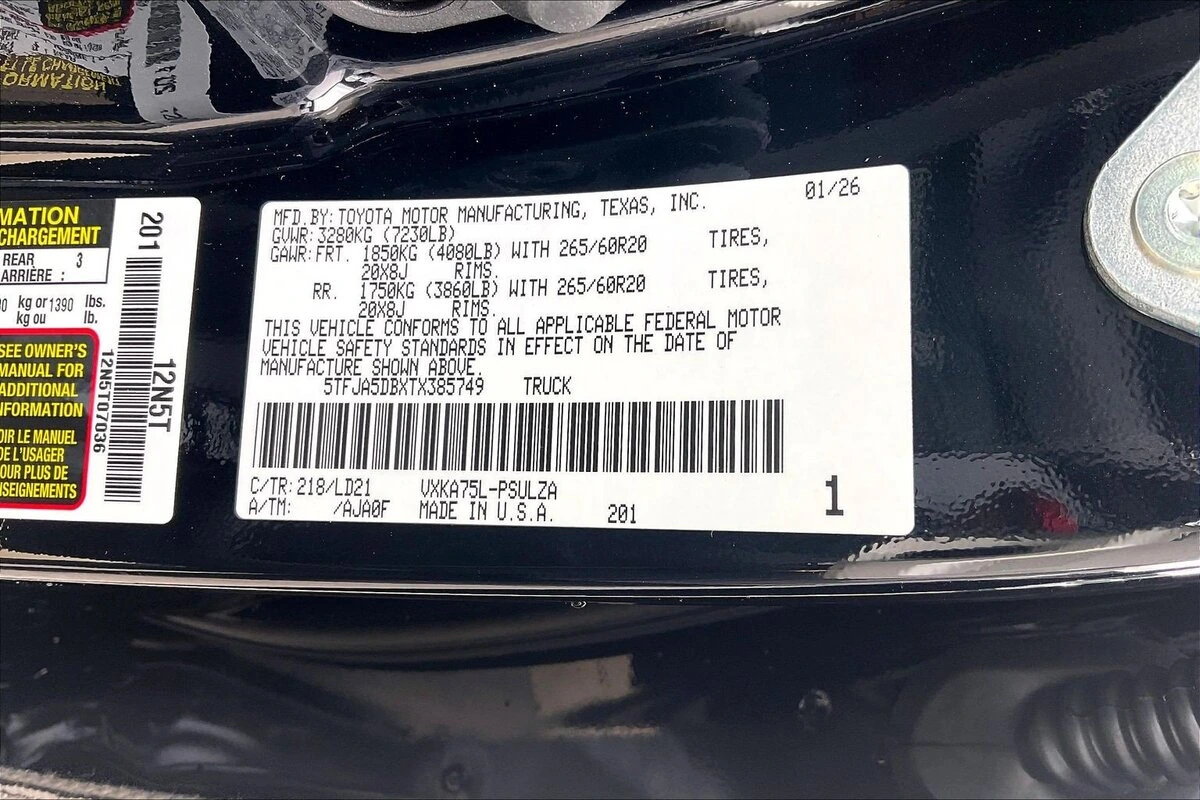 MATION
CHARGEMENT
REAR 3
ARRIÈRE :
kg or 1390 lbs.
kg ou lb.
SEE OWNER'S
MANUAL FOR
ADDITIONAL
INFORMATION
LE MANUEL
DE L'USAGER
POUR PLUS DE
201
12N5T
12N5T07036
MFD.BY:TOYOTA MOTOR MANUFACTURING, TEXAS, INC. 01/26
GVWR:3280KG (7230LB)
GAWR:FRT. 1850KG (4080LB) WITH 265/60R20 TIRES,
20X8J RIMS.
RR. 1750KG (3860LB) WITH 265/60R20 TIRES,
20X8J RIMS.
THIS VEHICLE CONFORMS TO ALL APPLICABLE FEDERAL MOTOR
VEHICLE SAFETY STANDARDS IN EFFECT ON THE DATE OF
MANUFACTURE SHOWN ABOVE.
5TFJA5DBXTX385749 TRUCK
C/TR:218/LD21 VXKA75L-PSULZA
A/TM: /AJA0F MADE IN U.S.A. 201 1